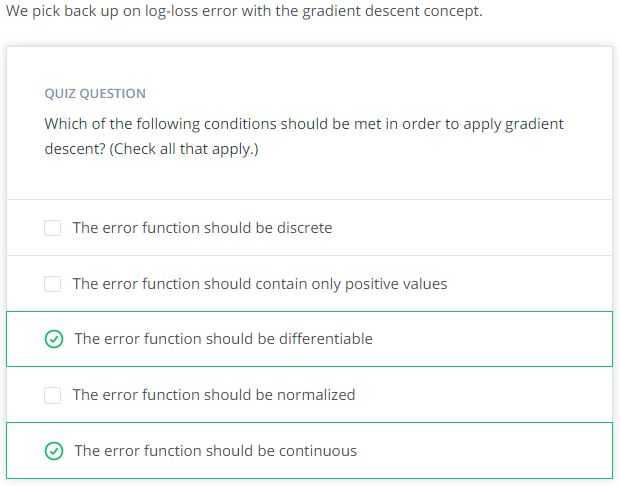 We pick back up on log-loss error with the gradient descent concept.
QUIZ QUESTION
Which of the following conditions should be met in order to apply gradient
descent? (Check all that apply.)
The error function should be discrete
The error function should contain only positive values
The error function should be differentiable
The error function should be normalized
The error function should be continuous